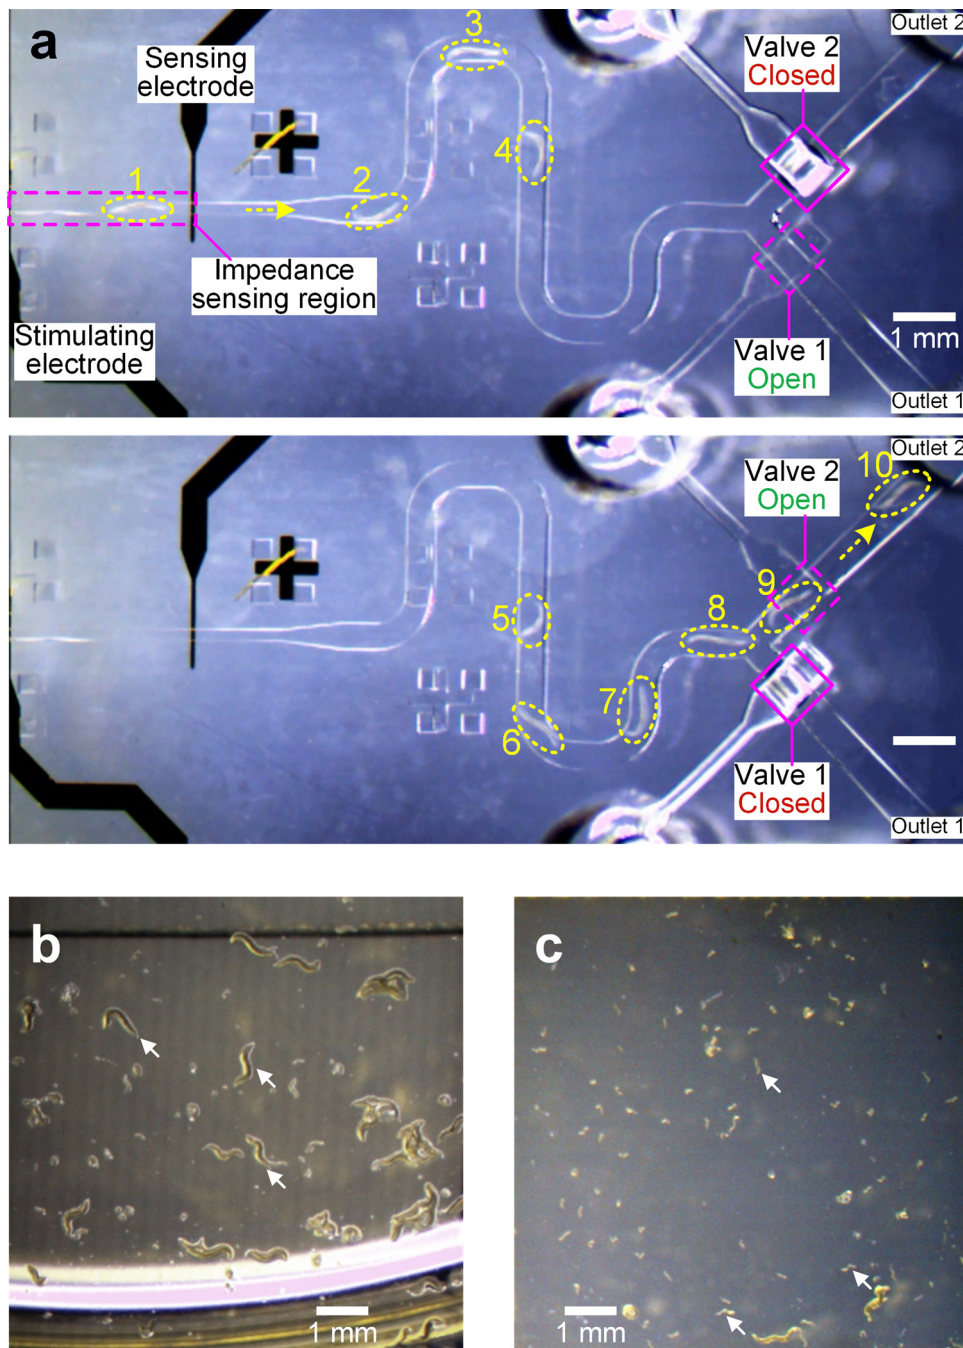 a
Sensing
electrode
3
Valve 2
Closed
Outlet 2
4
1
2
Impedance
sensing region
Stimulating
electrode
1 mm
Valve 1
Open
Outlet 1
Outlet 2
Valve 2
Open
10
9
5
8
7
6
Valve 1
Closed
Outlet 1
b
1 mm
c
1 mm